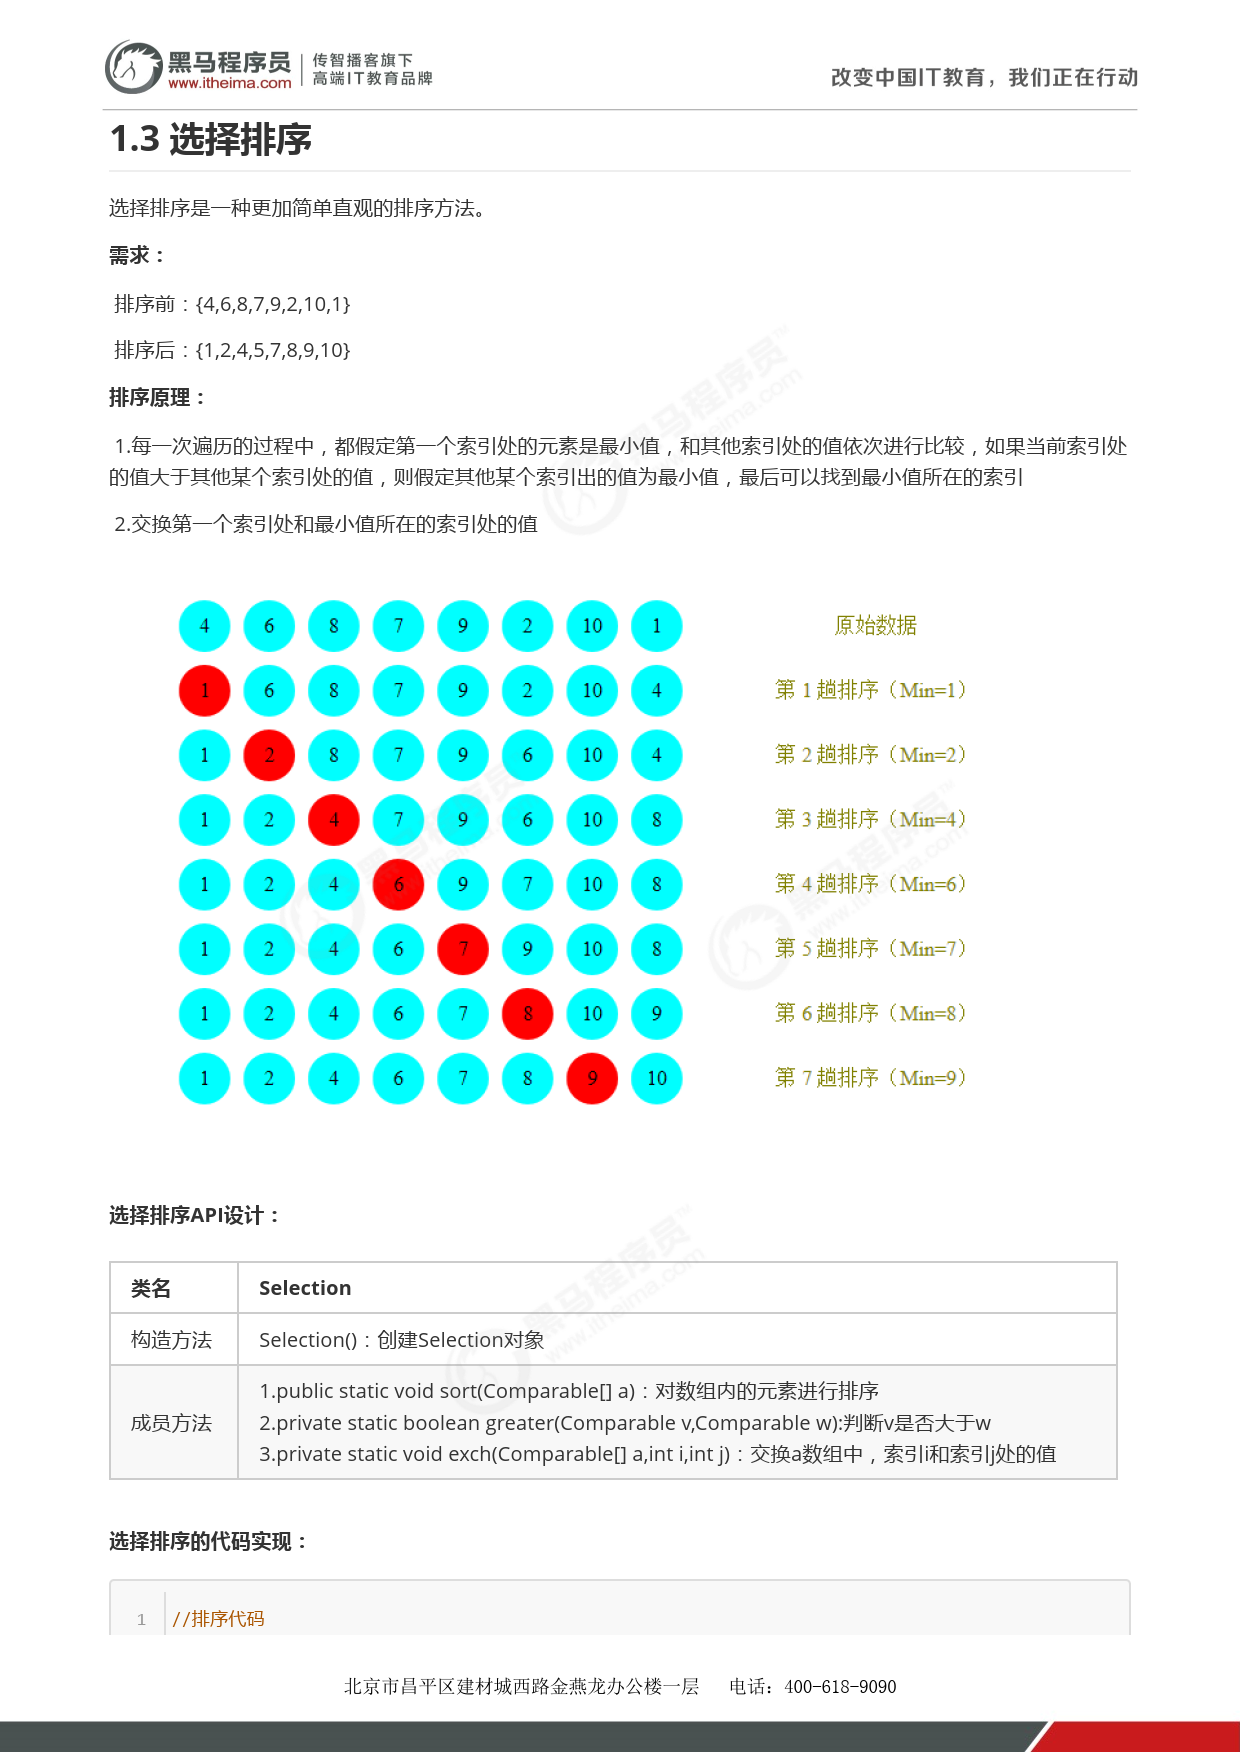 黑马程序员
www.itheima.com
传智播客旗下
高端IT教育品牌
改变中国IT教育，我们正在行动
1.3 选择排序
选择排序是一种更加简单直观的排序方法。
需求：
排序前：{4,6,8,7,9,2,10,1}
排序后：{1,2,4,5,7,8,9,10}
排序原理：
1.每一次遍历的过程中，都假定第一个索引处的元素是最小值，和其他索引处的值依次进行比较，如果当前索引处
的值大于其他某个索引处的值，则假定其他某个索引出的值为最小值，最后可以找到最小值所在的索引
2.交换第一个索引处和最小值所在的索引处的值
4 6 8 7 9 2 10 1 原始数据
1 6 8 7 9 2 10 4 第 1 趟排序（Min=1）
1 2 8 7 9 6 10 4 第 2 趟排序（Min=2）
1 2 4 7 9 6 10 8 第 3 趟排序（Min=4）
1 2 4 6 9 7 10 8 第 4 趟排序（Min=6）
1 2 4 6 7 9 10 8 第 5 趟排序（Min=7）
1 2 4 6 7 8 10 9 第 6 趟排序（Min=8）
1 2 4 6 7 8 9 10 第 7 趟排序（Min=9）
选择排序API设计：
类名 Selection
构造方法 Selection()：创建Selection对象
成员方法
1.public static void sort(Comparable[] a)：对数组内的元素进行排序
2.private static boolean greater(Comparable v,Comparable w):判断v是否大于w
3.private static void exch(Comparable[] a,int i,int j)：交换a数组中，索引i和索引j处的值
选择排序的代码实现：
1 //排序代码
北京市昌平区建材城西路金燕龙办公楼一层 电话：400-618-9090